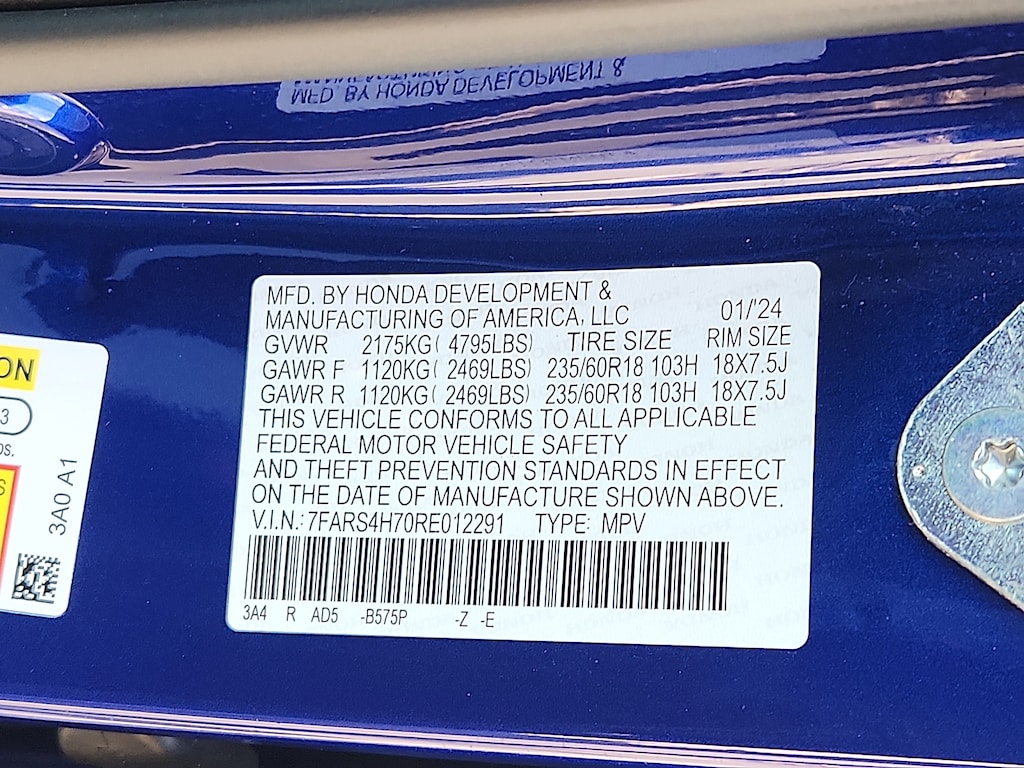 MFD. BY HONDA DEVELOPMENT &
MFD. BY HONDA DEVELOPMENT &
MANUFACTURING OF AMERICA, LLC 01/'24
GVWR 2175KG( 4795LBS) TIRE SIZE RIM SIZE
GAWR F 1120KG( 2469LBS) 235/60R18 103H 18X7.5J
GAWR R 1120KG( 2469LBS) 235/60R18 103H 18X7.5J
THIS VEHICLE CONFORMS TO ALL APPLICABLE
FEDERAL MOTOR VEHICLE SAFETY
AND THEFT PREVENTION STANDARDS IN EFFECT
ON THE DATE OF MANUFACTURE SHOWN ABOVE.
V.I.N.: 7FARS4H70RE012291 TYPE: MPV
3A4 R AD5 -B575P -Z -E
ON
3
os.
S
3A0 A1